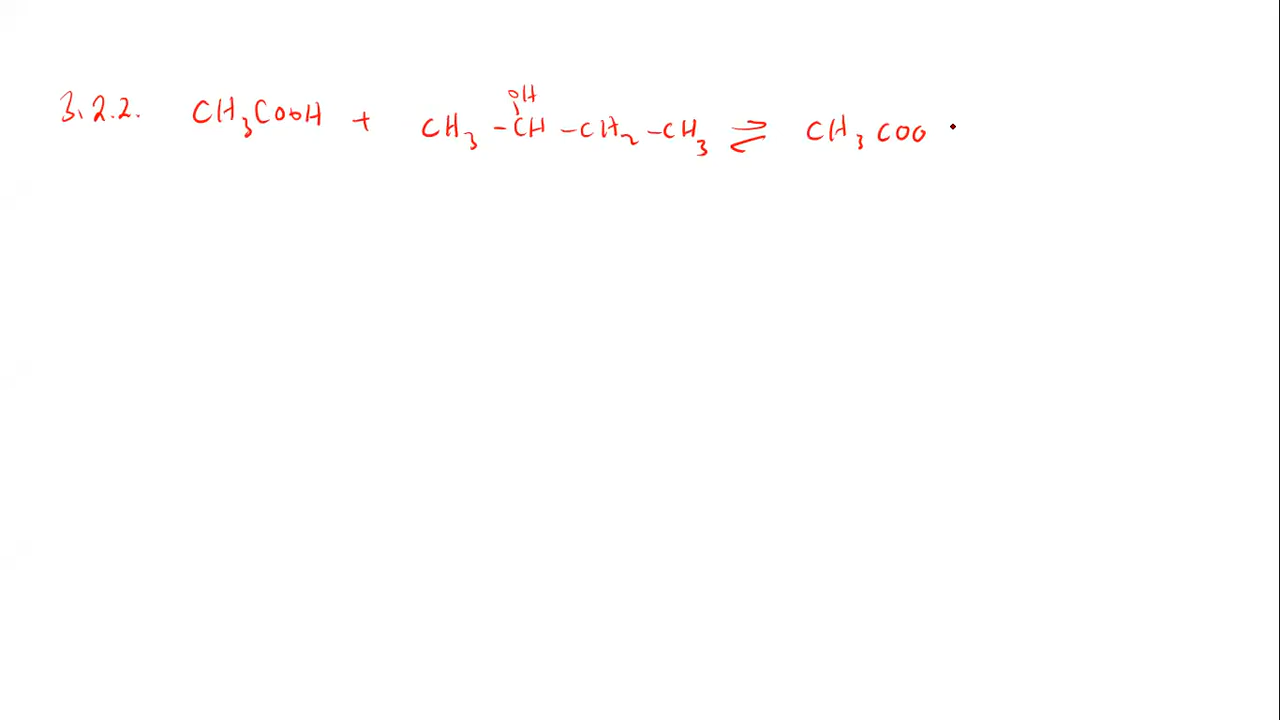 OH
3.2.2. CH3COOH + CH3 - CH - CH2 - CH3 ⇌ CH3COO